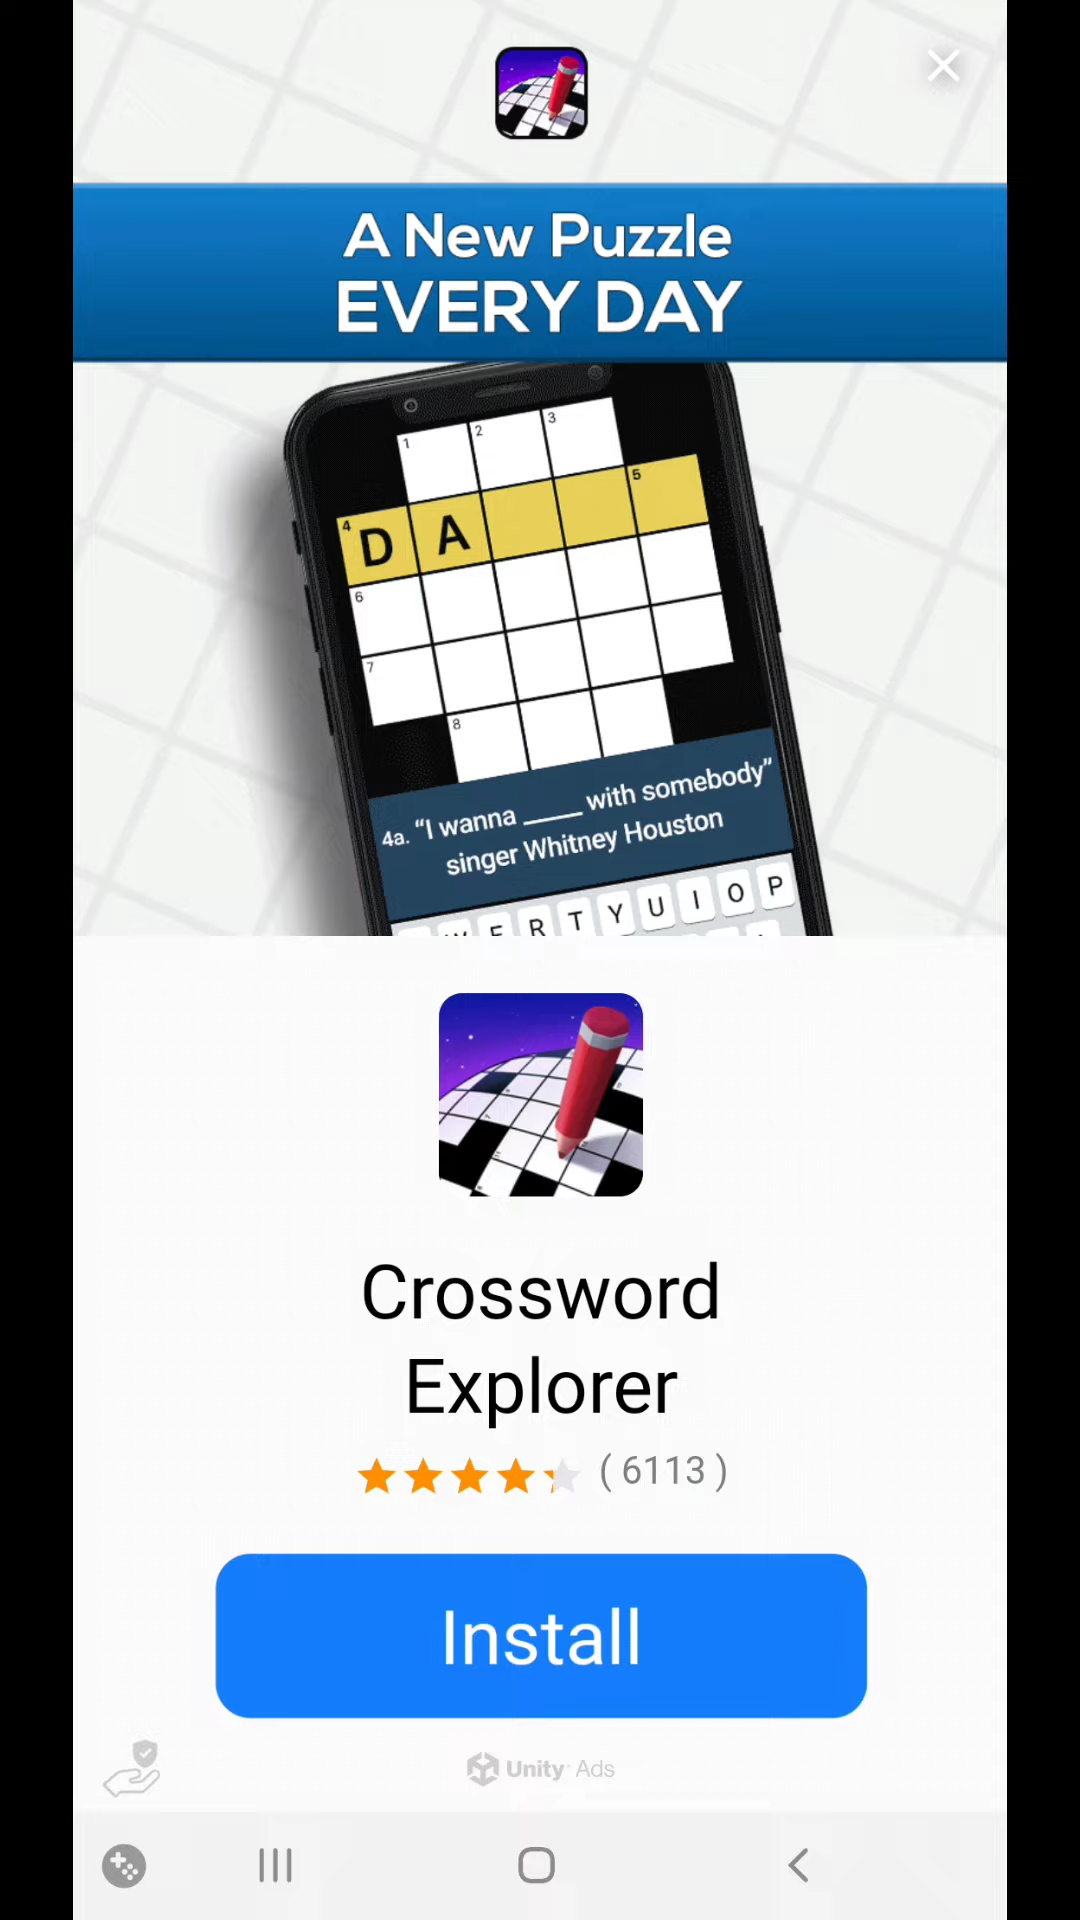 A New Puzzle
EVERY DAY
1 2 3
4 D A 5
6
7
8
4a. “I wanna _____ with somebody”
singer Whitney Houston
W E R T Y U I O P
Crossword
Explorer
( 6113 )
Install
Unity Ads